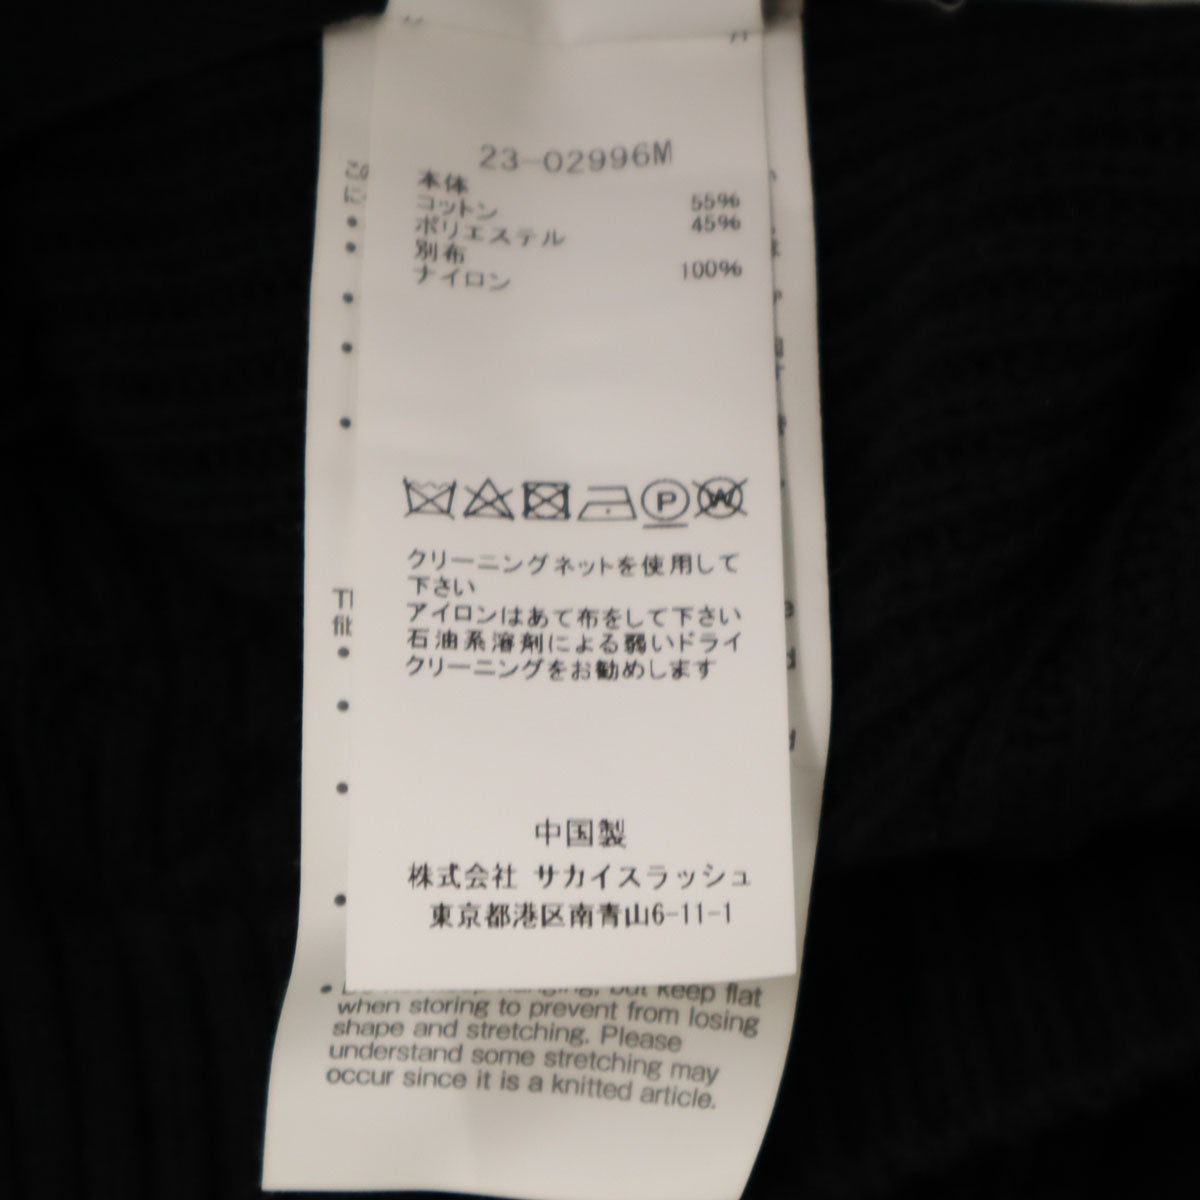 23-02996M
本体
コットン 55%
ポリエステル 45%
別布
ナイロン 100%
P
W
クリーニングネットを使用して
下さい
アイロンはあて布をして下さい
石油系溶剤による弱いドライ
クリーニングをお勧めします
中国製
株式会社 サカイスラッシュ
東京都港区南青山6-11-1
but keep flat
when storing to prevent from losing
shape and stretching. Please
understand some stretching may
occur since it is a knitted article.